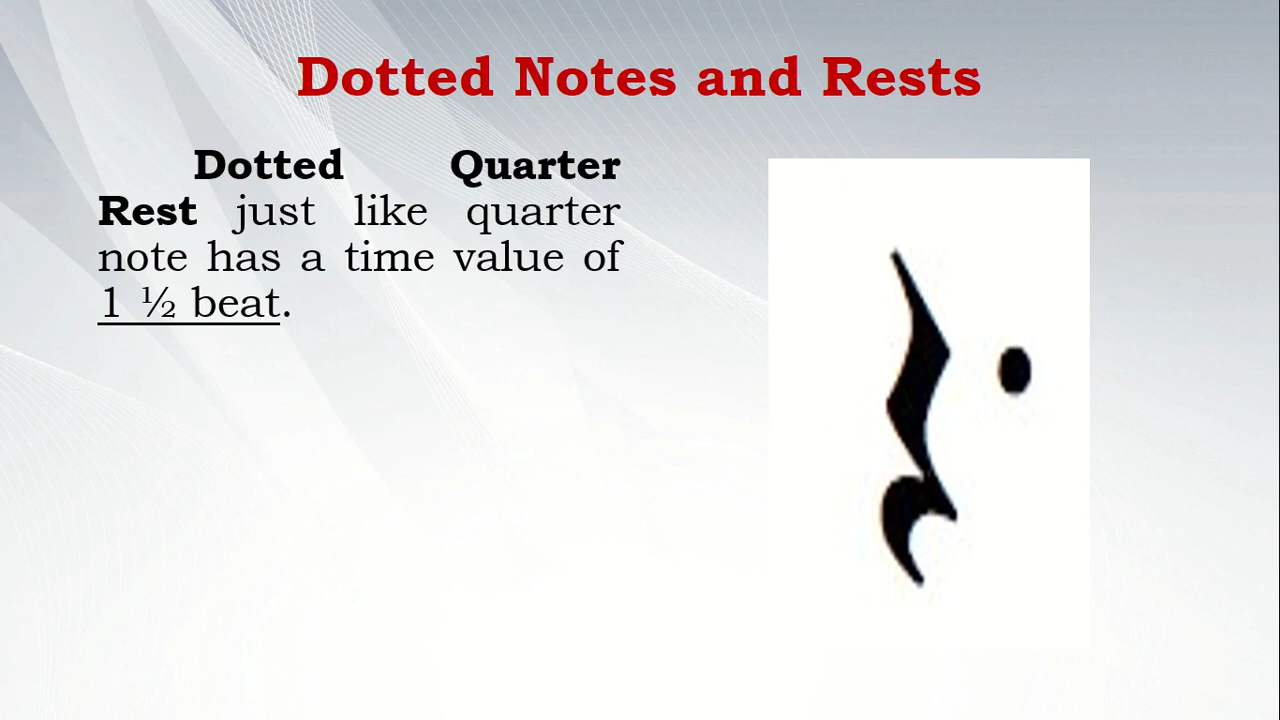 Dotted Notes and Rests
Dotted Quarter
Rest just like quarter
note has a time value of
1 ½ beat.